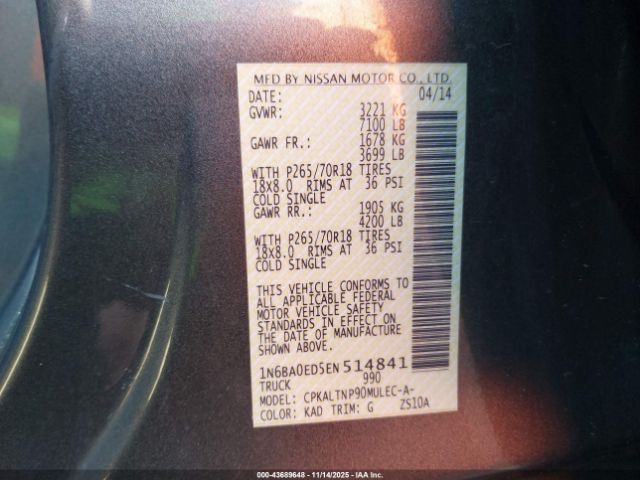 MFD BY NISSAN MOTOR CO., LTD.
DATE: 04/14
GVWR: 3221 KG
7100 LB
GAWR FR.: 1678 KG
3699 LB
WITH P265/70R18 TIRES
18X8.0 RIMS AT 36 PSI
COLD SINGLE
GAWR RR.: 1905 KG
4200 LB
WITH P265/70R18 TIRES
18X8.0 RIMS AT 36 PSI
COLD SINGLE
THIS VEHICLE CONFORMS TO
ALL APPLICABLE FEDERAL
MOTOR VEHICLE SAFETY
STANDARDS IN EFFECT ON
THE DATE OF MANUFACTURE
SHOWN ABOVE.
1N6BA0ED5EN514841
TRUCK 990
MODEL: CPKALTNP90MULEC-A-
COLOR: KAD TRIM: G ZS10A
000-43689648 - 11/14/2025 - IAA Inc.